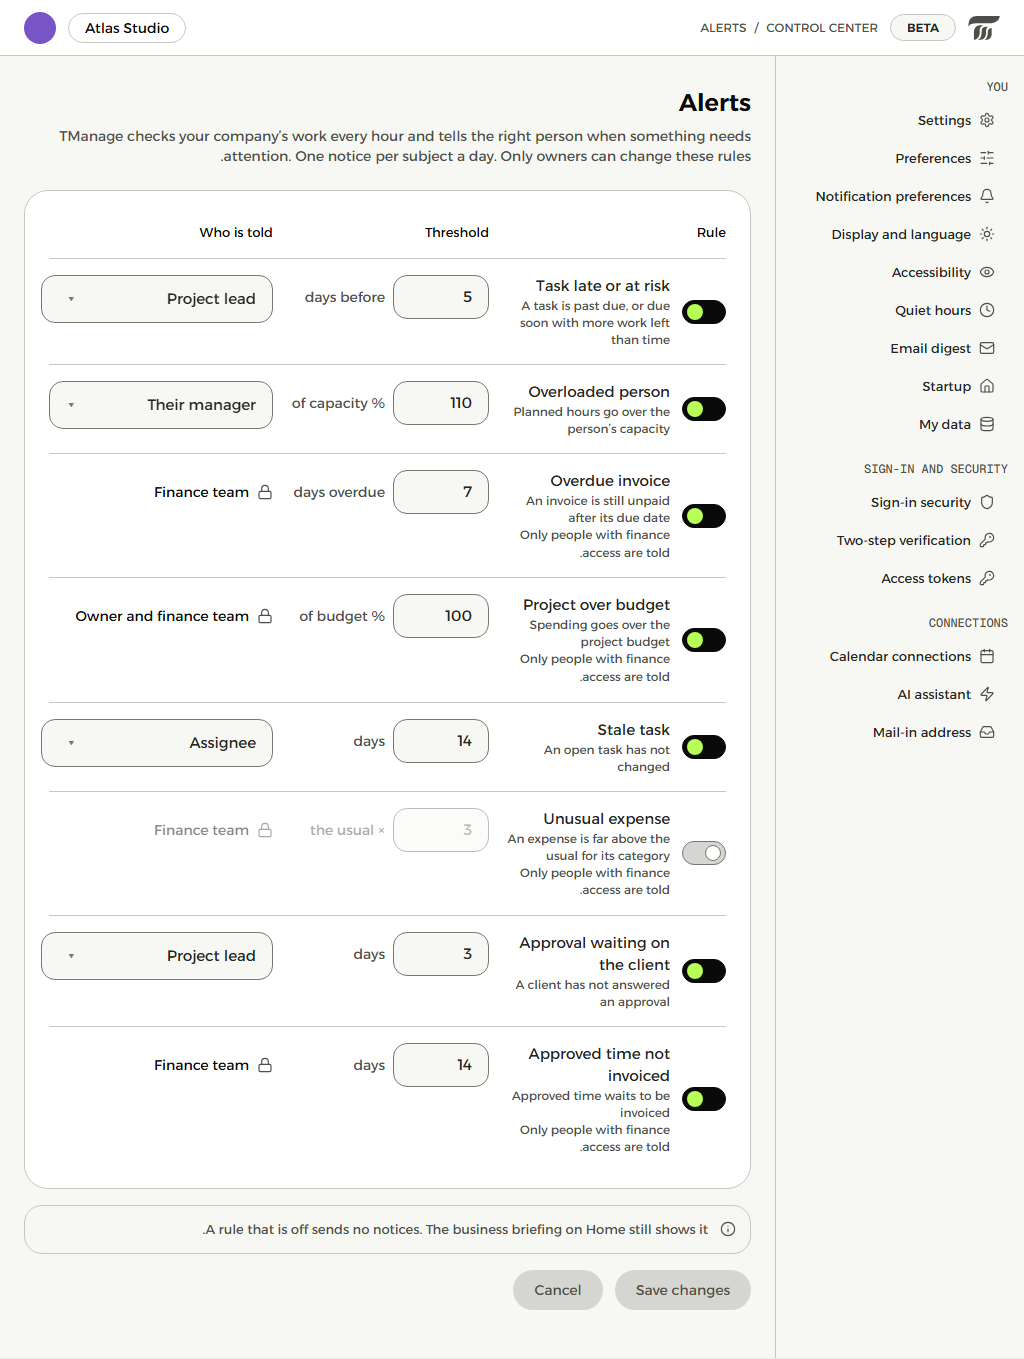 Atlas Studio
ALERTS / CONTROL CENTER
BETA
YOU
Settings
Preferences
Notification preferences
Display and language
Accessibility
Quiet hours
Email digest
Startup
My data
SIGN-IN AND SECURITY
Sign-in security
Two-step verification
Access tokens
CONNECTIONS
Calendar connections
AI assistant
Mail-in address
Alerts
TManage checks your company's work every hour and tells the right person when something needs
.attention. One notice per subject a day. Only owners can change these rules
Rule
Threshold
Who is told
Task late or at risk
A task is past due, or due
soon with more work left
than time
5
days before
Project lead
Overloaded person
Planned hours go over the
person's capacity
110
of capacity %
Their manager
Overdue invoice
An invoice is still unpaid
after its due date
Only people with finance
.access are told
7
days overdue
Finance team
Project over budget
Spending goes over the
project budget
Only people with finance
.access are told
100
of budget %
Owner and finance team
Stale task
An open task has not
changed
14
days
Assignee
Unusual expense
An expense is far above the
usual for its category
Only people with finance
.access are told
3
the usual ×
Finance team
Approval waiting on
the client
A client has not answered
an approval
3
days
Project lead
Approved time not
invoiced
Approved time waits to be
invoiced
Only people with finance
.access are told
14
days
Finance team
.A rule that is off sends no notices. The business briefing on Home still shows it
Save changes
Cancel